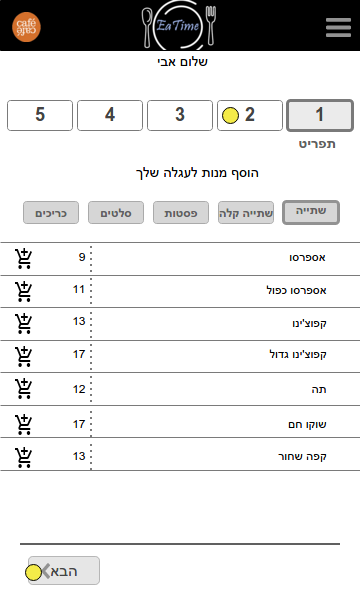 café café
EaTime
שלום אבי
1 2 3 4 5
תפריט
הוסף מנות לעגלה שלך
שתייה שתייה קלה פסטות סלטים כריכים
אספרסו 9
אספרסו כפול 11
קפוצ'ינו 13
קפוצ'ינו גדול 17
תה 12
שוקו חם 17
קפה שחור 13
הבא